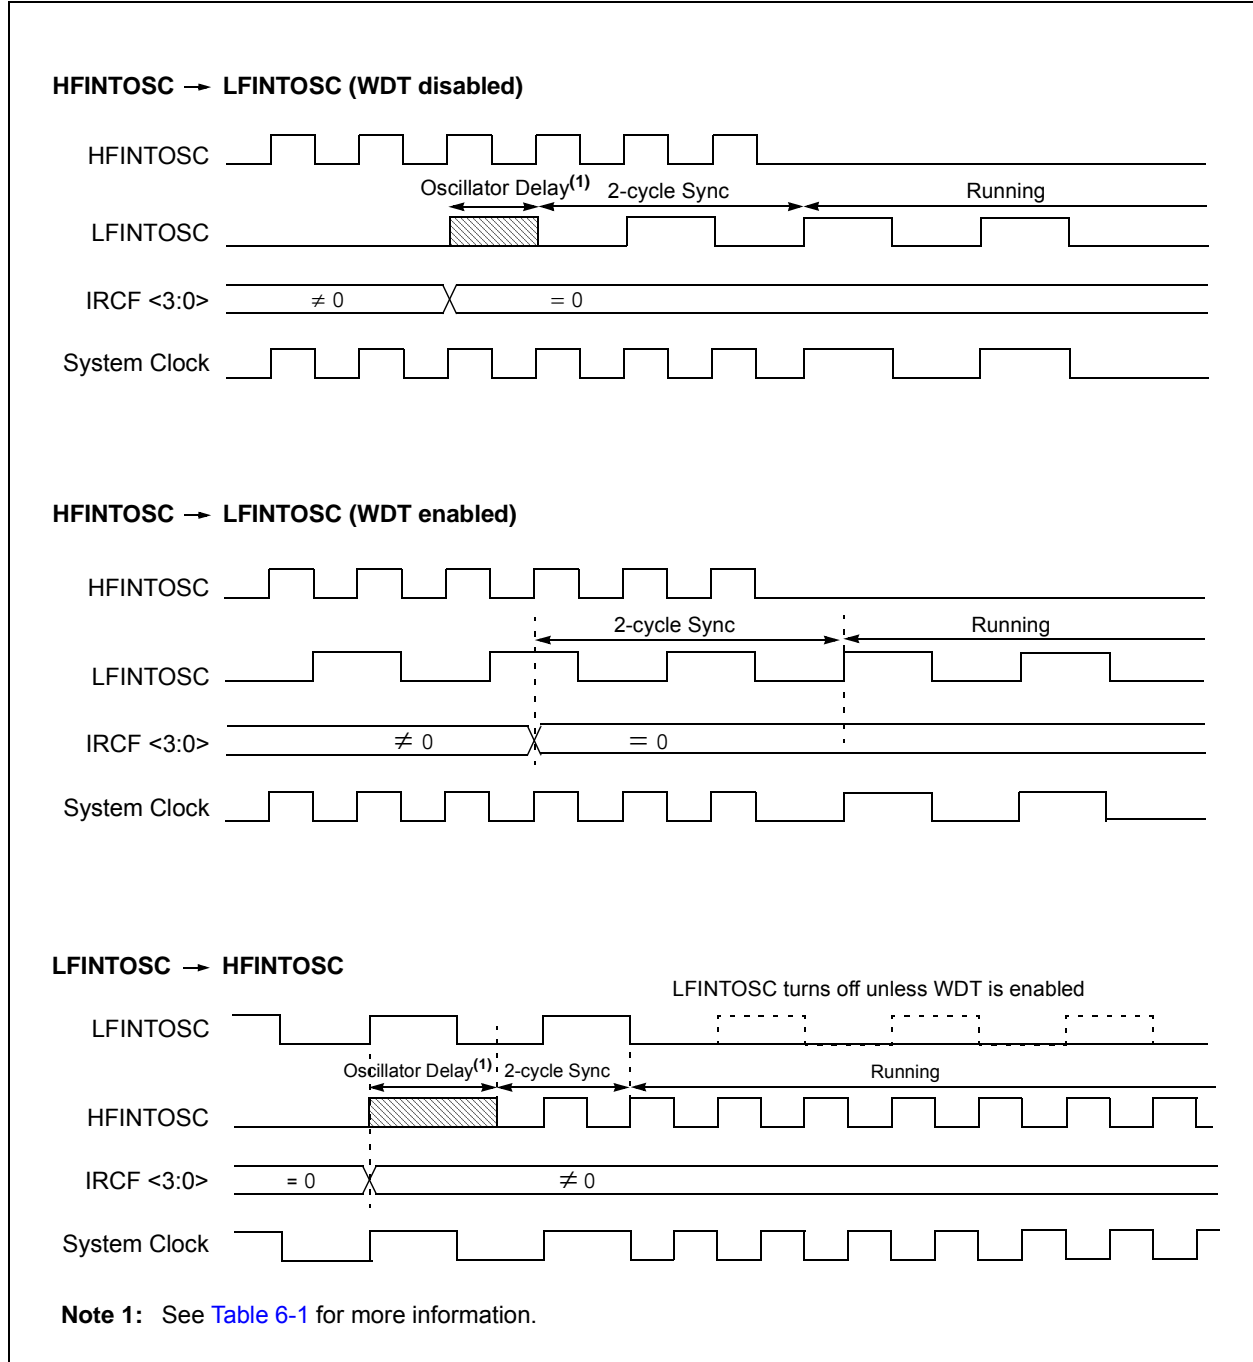 HFINTOSC → LFINTOSC (WDT disabled)
HFINTOSC
Oscillator Delay(1) 2-cycle Sync Running
LFINTOSC
IRCF <3:0> ≠ 0 = 0
System Clock
HFINTOSC → LFINTOSC (WDT enabled)
HFINTOSC
2-cycle Sync Running
LFINTOSC
IRCF <3:0> ≠ 0 = 0
System Clock
LFINTOSC → HFINTOSC
LFINTOSC turns off unless WDT is enabled
LFINTOSC
Oscillator Delay(1) 2-cycle Sync Running
HFINTOSC
IRCF <3:0> = 0 ≠ 0
System Clock
Note 1: See Table 6-1 for more information.